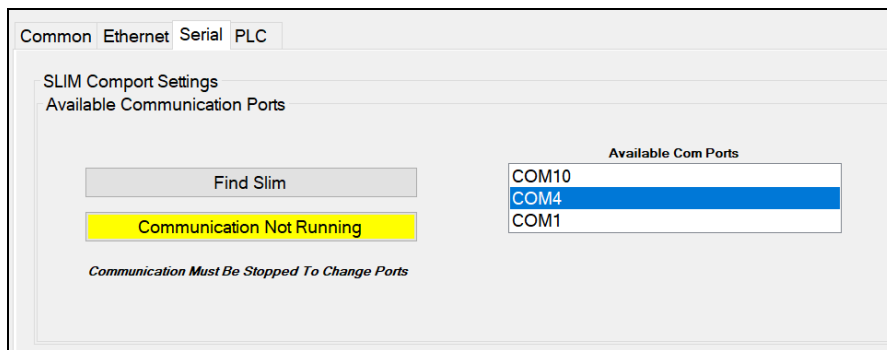 Common Ethernet Serial PLC
SLIM Comport Settings
Available Communication Ports
Available Com Ports
Find Slim
COM10
COM4
Communication Not Running
COM1
Communication Must Be Stopped To Change Ports